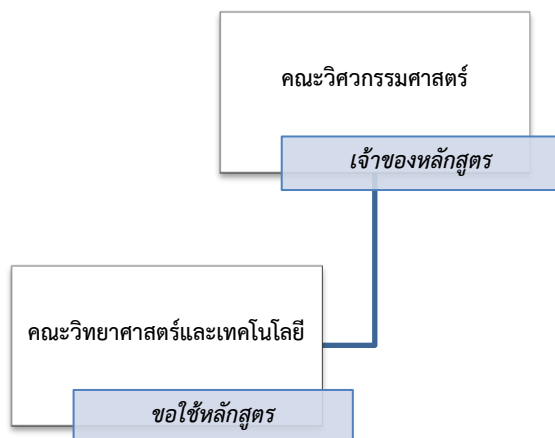 คณะวิศวกรรมศาสตร์
เจ้าของหลักสูตร
คณะวิทยาศาสตร์และเทคโนโลยี
ขอใช้หลักสูตร